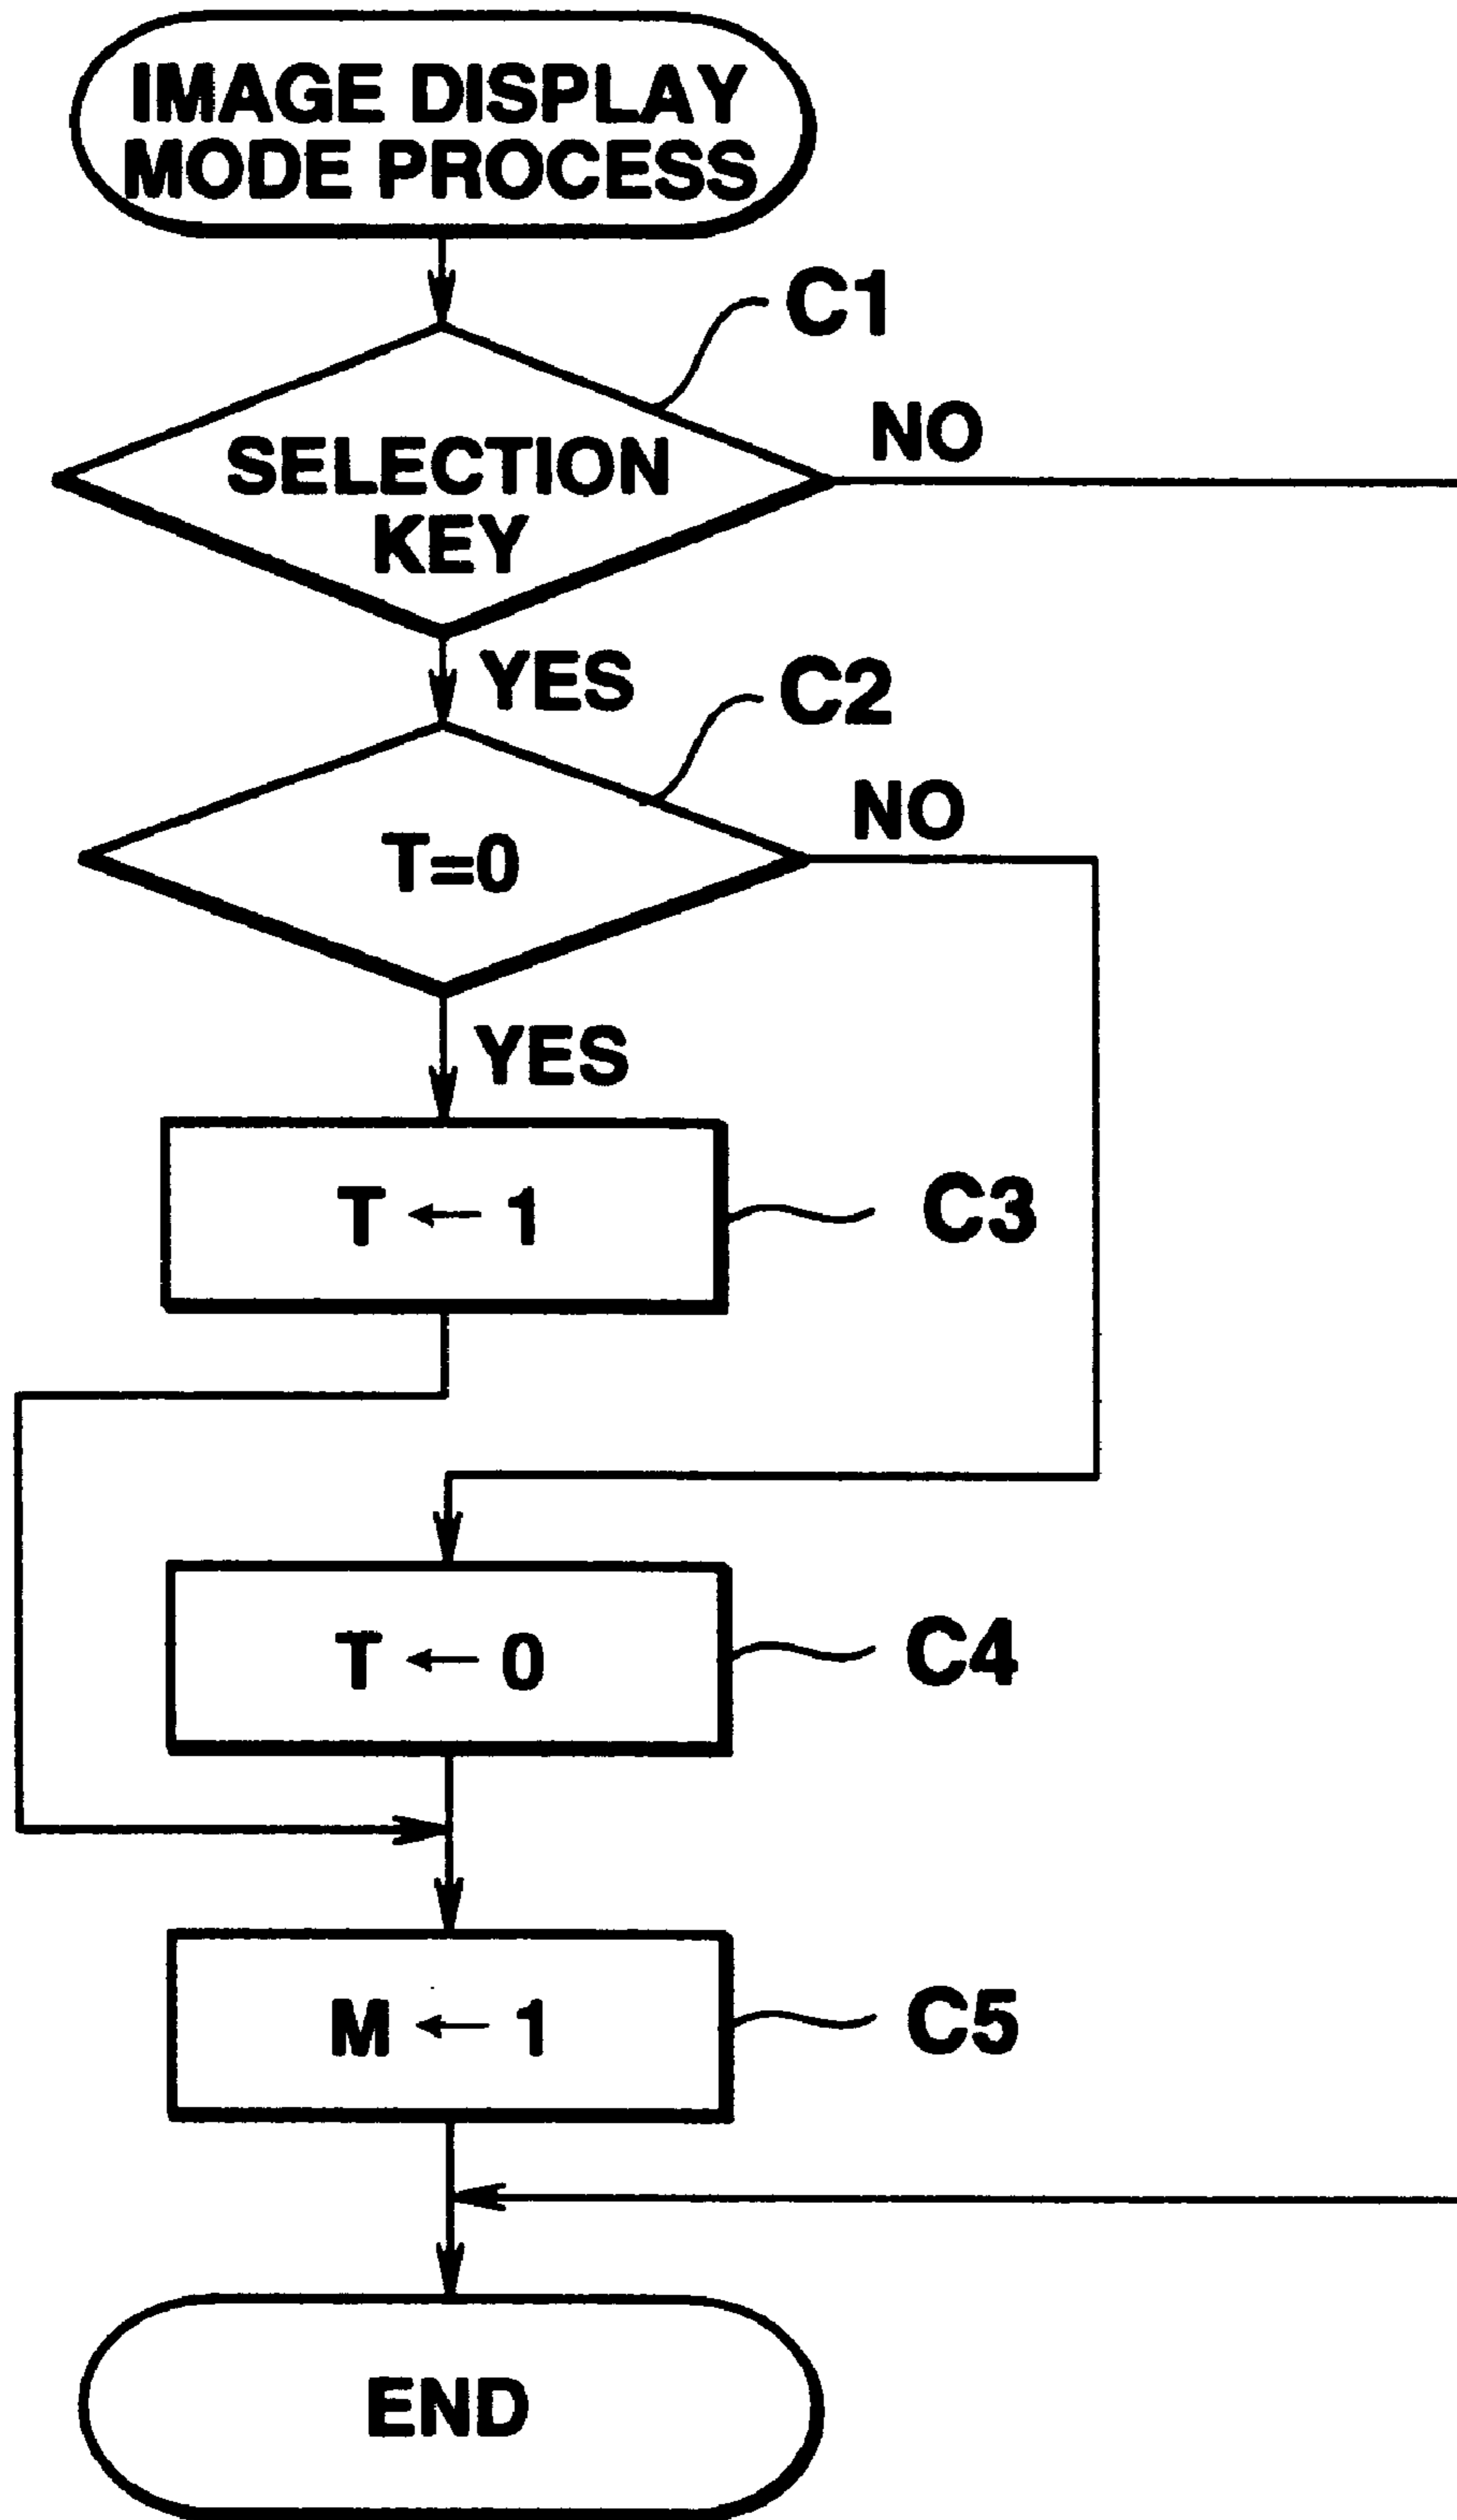 IMAGE DISPLAY
MODE PROCESS
C1
NO
SELECTION
KEY
YES
C2
NO
T=0
YES
T ← 1
C3
T ← 0
C4
M ← 1
C5
END